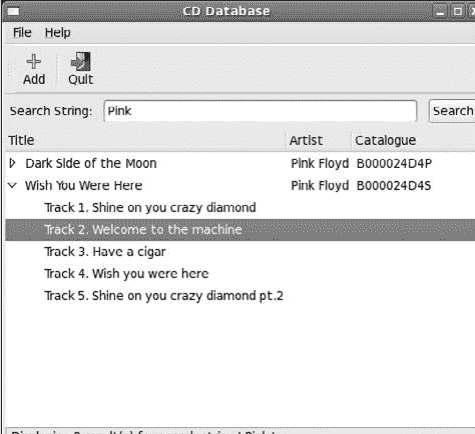 CD Database
File Help
Add Quit
Search String: Pink Search
Title Artist Catalogue
Dark Side of the Moon Pink Floyd B000024D4P
Wish You Were Here Pink Floyd B000024D4S
Track 1. Shine on you crazy diamond
Track 2. Welcome to the machine
Track 3. Have a cigar
Track 4. Wish you were here
Track 5. Shine on you crazy diamond pt.2